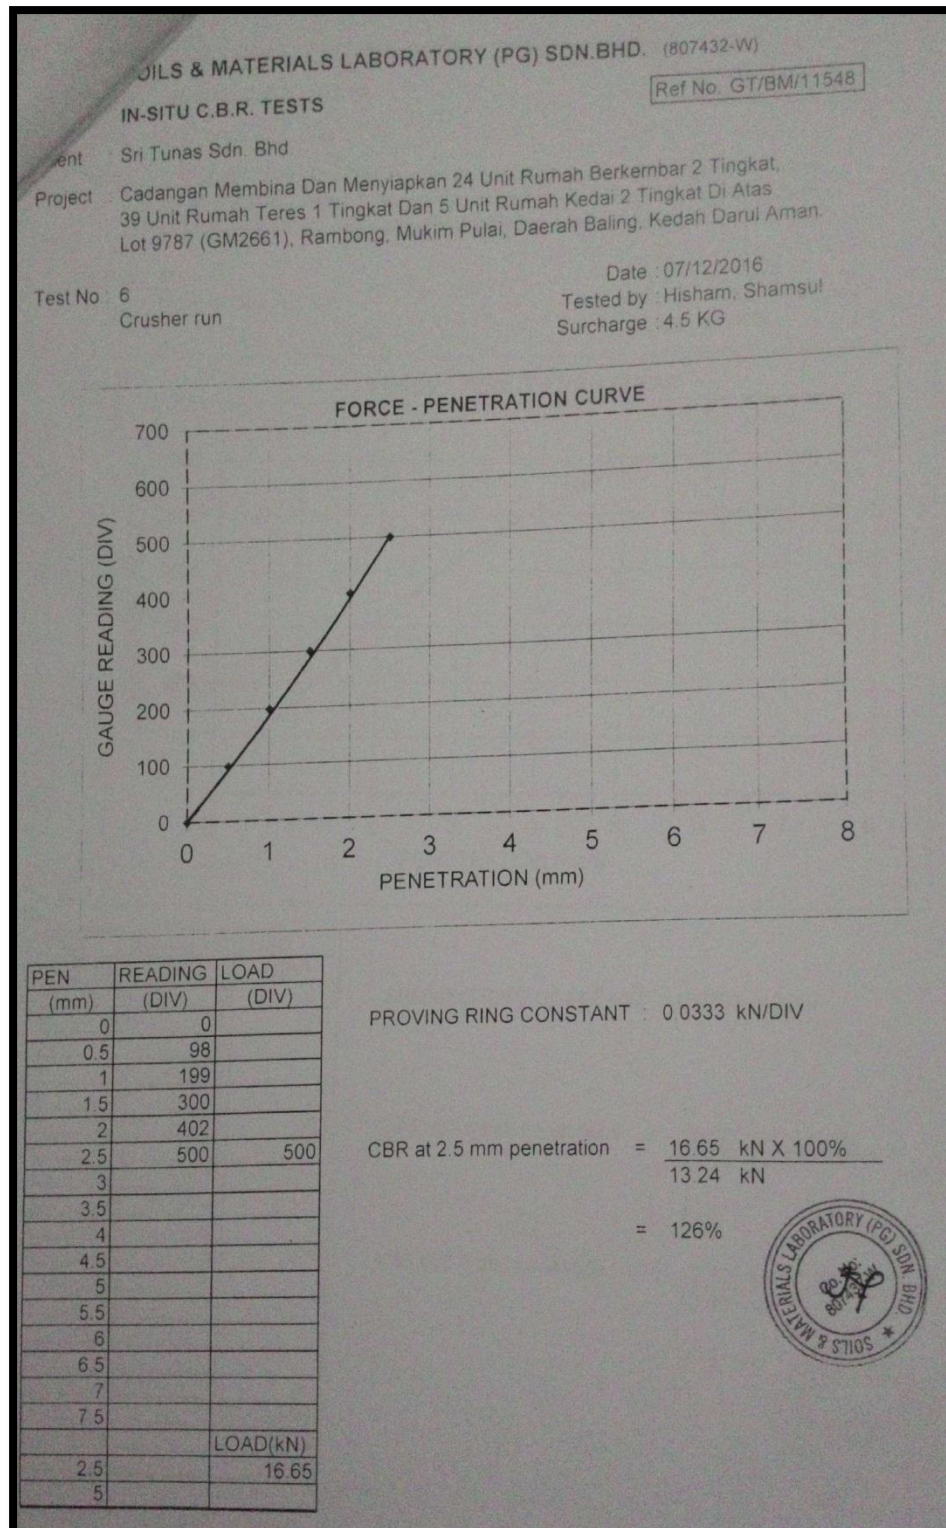 OILS & MATERIALS LABORATORY (PG) SDN.BHD. (807432-W)
Ref No. GT/BM/11548
IN-SITU C.B.R. TESTS
ent Sri Tunas Sdn. Bhd
Project : Cadangan Membina Dan Menyiapkan 24 Unit Rumah Berkembar 2 Tingkat,
39 Unit Rumah Teres 1 Tingkat Dan 5 Unit Rumah Kedai 2 Tingkat Di Atas
Lot 9787 (GM2661), Rambong, Mukim Pulai, Daerah Baling, Kedah Darul Aman.
Date : 07/12/2016
Test No : 6
Tested by : Hisham, Shamsul
Crusher run
Surcharge : 4.5 KG
FORCE - PENETRATION CURVE
GAUGE READING (DIV)
700
600
500
400
300
200
100
0
0 1 2 3 4 5 6 7 8
PENETRATION (mm)
PEN READING LOAD
(mm) (DIV) (DIV)
0 0
0.5 98
1 199
1.5 300
2 402
2.5 500 500
3
3.5
4
4.5
5
5.5
6
6.5
7
7.5
LOAD(kN)
2.5 16.65
5
PROVING RING CONSTANT : 0.0333 kN/DIV
CBR at 2.5 mm penetration = 16.65 kN X 100%
13.24 kN
= 126%
SOILS & MATERIALS LABORATORY (PG) SDN. BHD. ★
Co. No:
807432-W